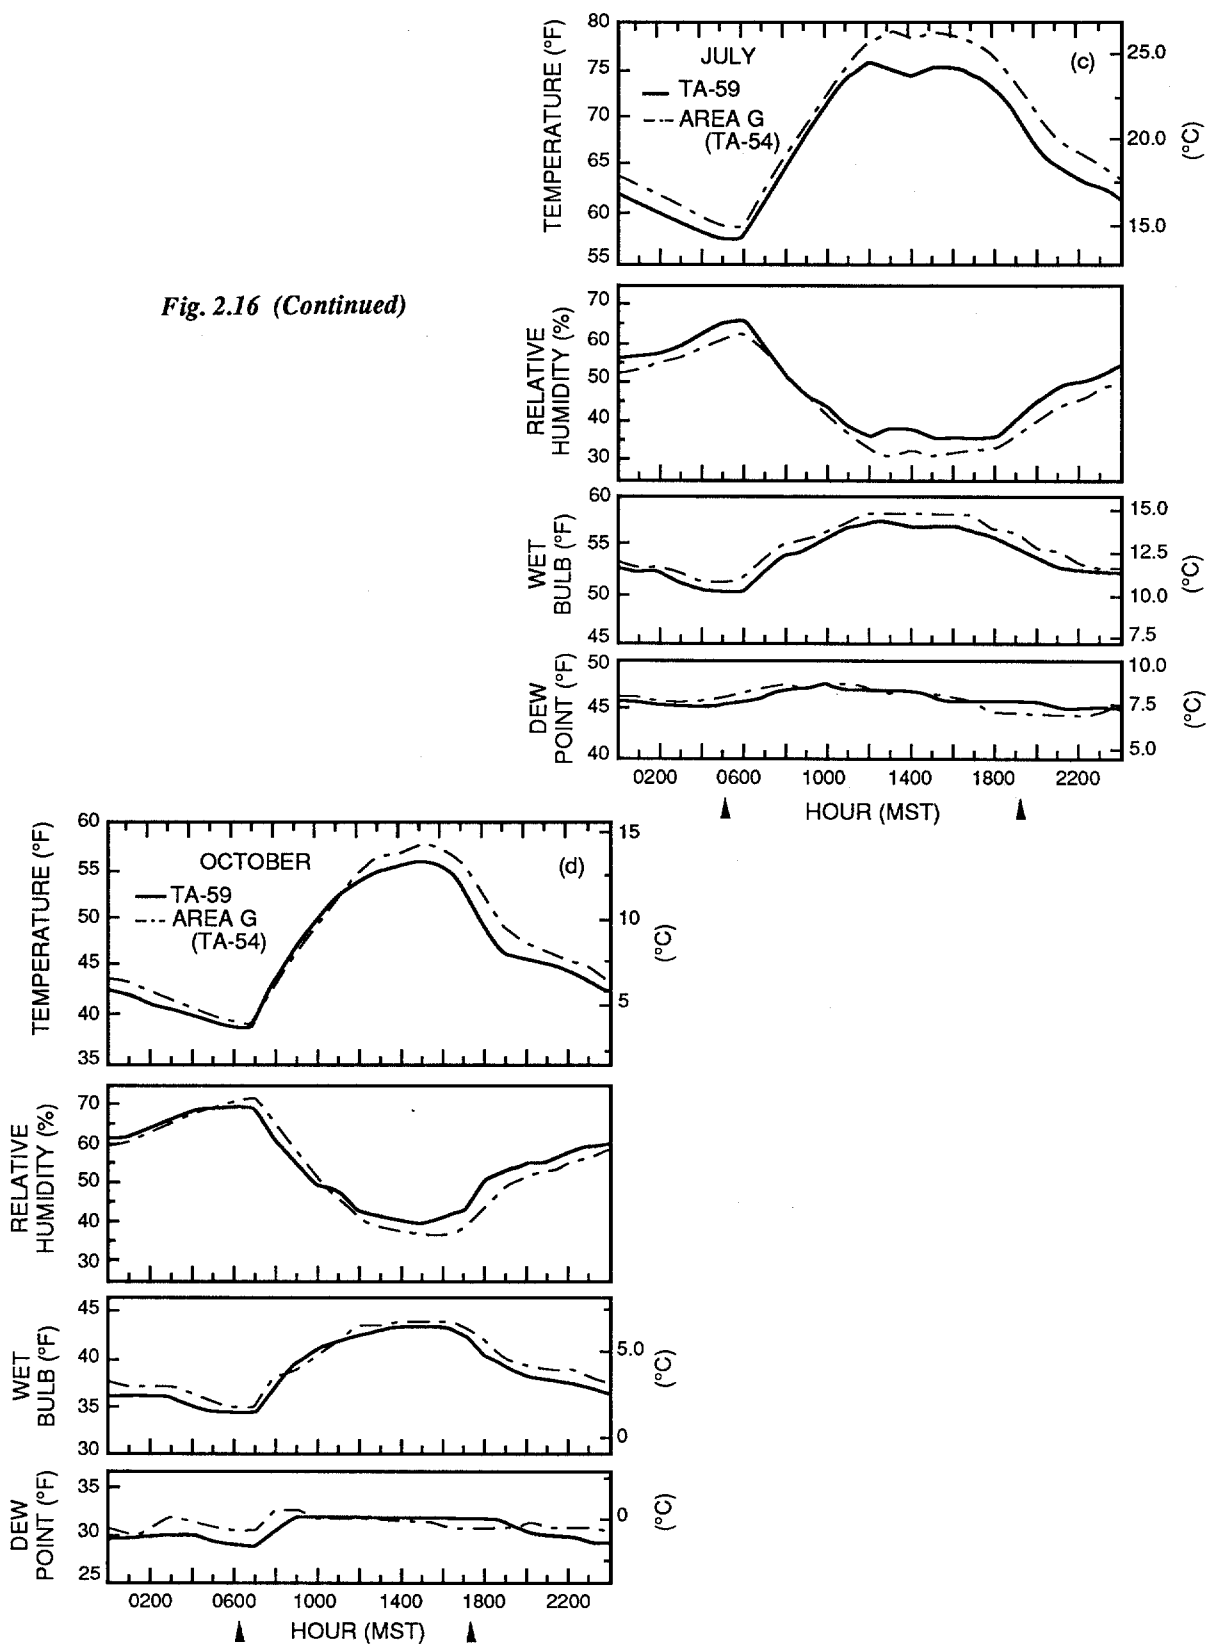 Fig. 2.16 (Continued)
JULY
(c)
TA-59
AREA G
(TA-54)
TEMPERATURE (°F)
80
75
70
65
60
55
25.0
20.0
15.0
(°C)
RELATIVE
HUMIDITY (%)
70
60
50
40
30
WET
BULB (°F)
60
55
50
45
15.0
12.5
10.0
7.5
(°C)
DEW
POINT (°F)
50
45
40
10.0
7.5
5.0
(°C)
0200 0600 1000 1400 1800 2200
HOUR (MST)
OCTOBER
(d)
TA-59
AREA G
(TA-54)
TEMPERATURE (°F)
60
55
50
45
40
35
15
10
5
(°C)
RELATIVE
HUMIDITY (%)
70
60
50
40
30
WET
BULB (°F)
45
40
35
30
5.0
0
(°C)
DEW
POINT (°F)
35
30
25
0
(°C)
0200 0600 1000 1400 1800 2200
HOUR (MST)